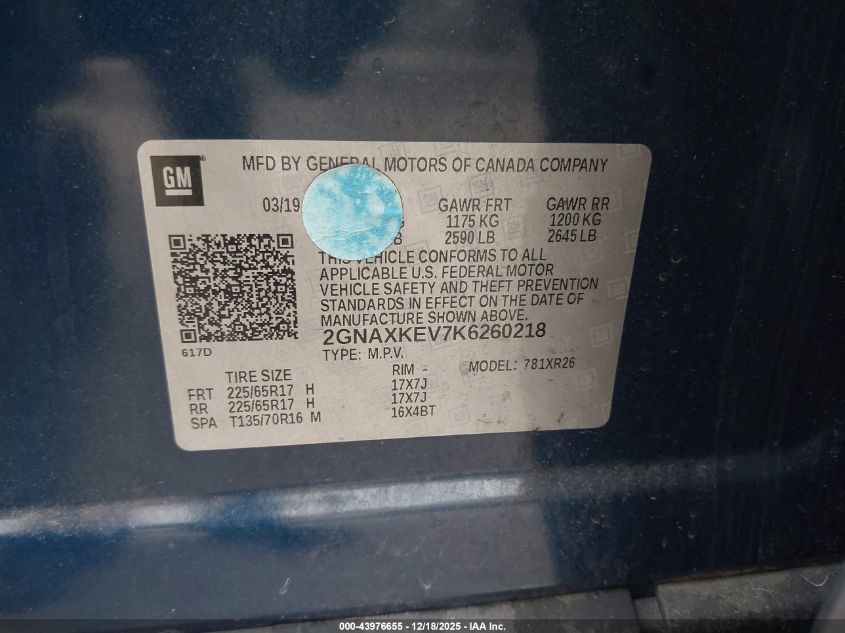 GM
MFD BY GENERAL MOTORS OF CANADA COMPANY
03/19 GAWR FRT GAWR RR
1175 KG 1200 KG
2590 LB 2645 LB
THIS VEHICLE CONFORMS TO ALL
APPLICABLE U.S. FEDERAL MOTOR
VEHICLE SAFETY AND THEFT PREVENTION
STANDARDS IN EFFECT ON THE DATE OF
MANUFACTURE SHOWN ABOVE.
2GNAXKEV7K6260218
617D
TYPE: M.P.V. MODEL: 781XR26
TIRE SIZE RIM
FRT 225/65R17 H 17X7J
RR 225/65R17 H 17X7J
SPA T135/70R16 M 16X4BT
000-43976655 - 12/18/2025 - IAA Inc.